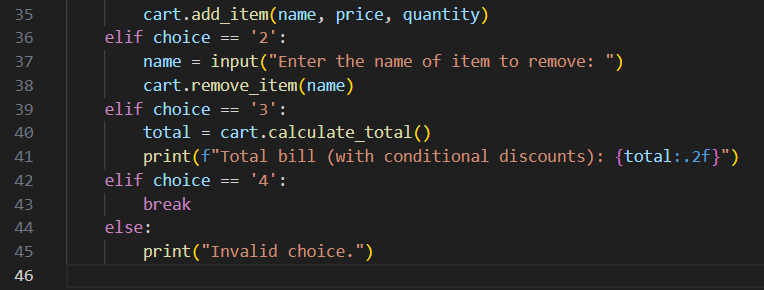 35 cart.add_item(name, price, quantity)
36 elif choice == '2':
37 name = input("Enter the name of item to remove: ")
38 cart.remove_item(name)
39 elif choice == '3':
40 total = cart.calculate_total()
41 print(f"Total bill (with conditional discounts): {total:.2f}")
42 elif choice == '4':
43 break
44 else:
45 print("Invalid choice.")
46